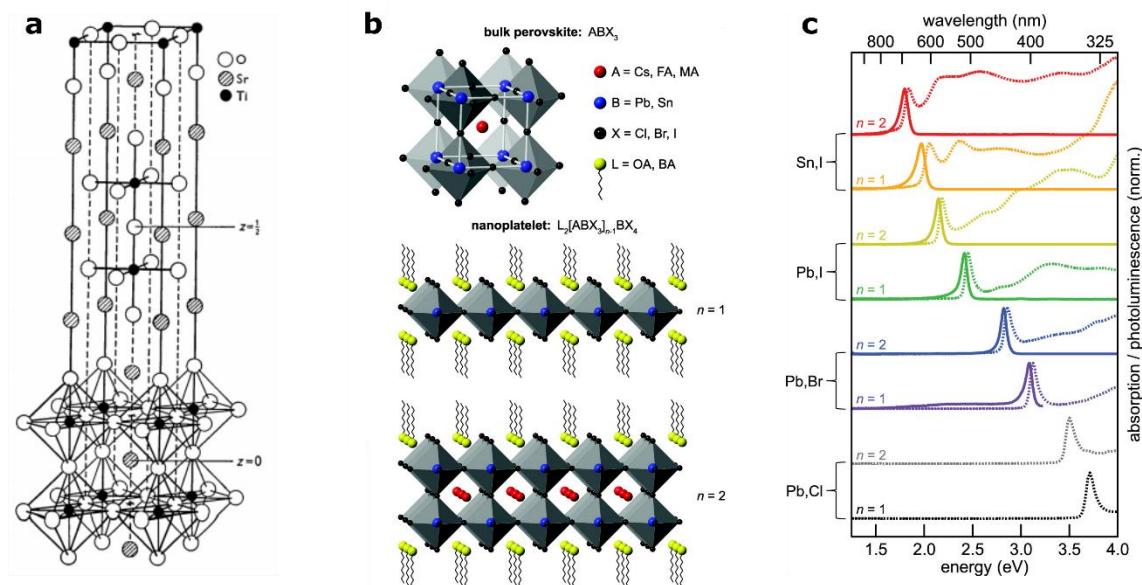 a
O
Sr
Ti
z=½
z=0
b
bulk perovskite: ABX₃
A = Cs, FA, MA
B = Pb, Sn
X = Cl, Br, I
L = OA, BA
nanoplatelet: L₂[ABX₃]ₙ₋₁BX₄
n = 1
n = 2
c
wavelength (nm)
800 600 500 400 325
n = 2
Sn,I
n = 1
n = 2
Pb,I
n = 1
n = 2
Pb,Br
n = 1
n = 2
Pb,Cl
n = 1
absorption / photoluminescence (norm.)
1.5 2.0 2.5 3.0 3.5 4.0
energy (eV)